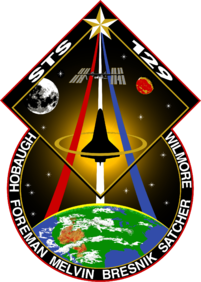 STS 129
HOBAUGH
WILMORE
FOREMAN MELVIN BRESNIK SATCHER